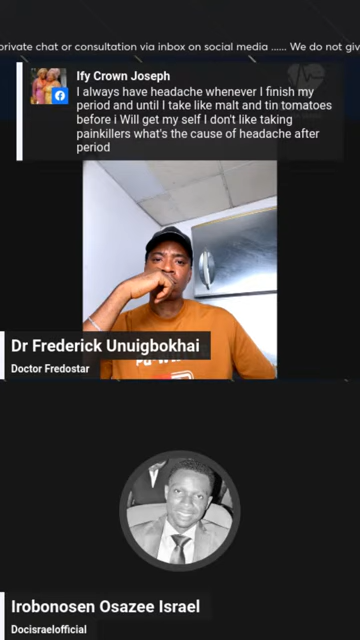 private chat or consultation via inbox on social media ...... We do not giv
Ify Crown Joseph
I always have headache whenever I finish my
period and until I take like malt and tin tomatoes
before i Will get my self I don't like taking
painkillers what's the cause of headache after
period
Dr Frederick Unuigbokhai
Doctor Fredostar
Irobonosen Osazee Israel
Docisraelofficial